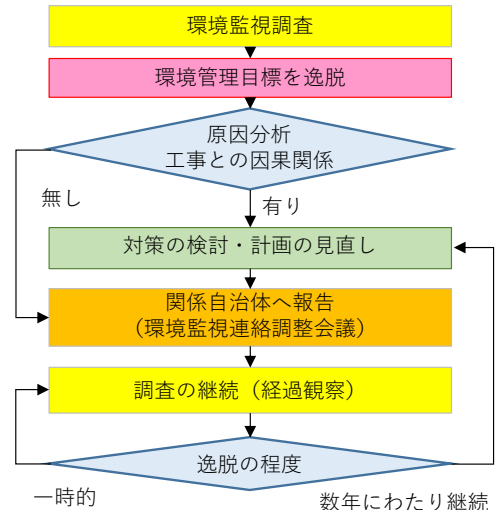 環境監視調査
環境管理目標を逸脱
原因分析
工事との因果関係
無し
有り
対策の検討・計画の見直し
関係自治体へ報告
（環境監視連絡調整会議）
調査の継続（経過観察）
逸脱の程度
一時的
数年にわたり継続